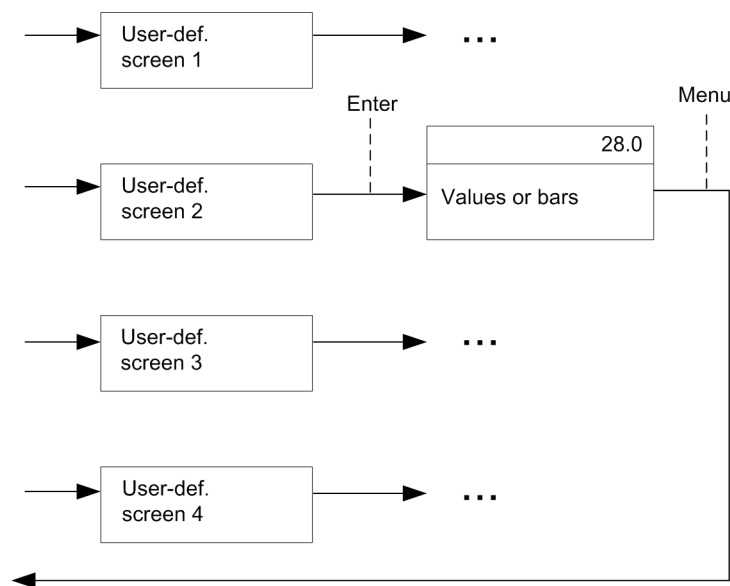 User-def.
screen 1
...
Enter
Menu
28.0
User-def.
screen 2
Values or bars
User-def.
screen 3
...
User-def.
screen 4
...